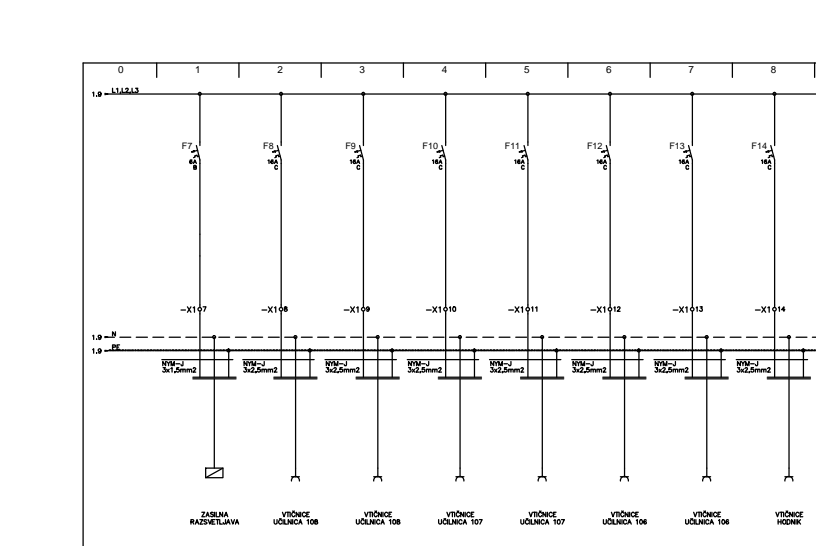 0 1 2 3 4 5 6 7 8
1.9 L1,L2,L3
F7 F8 F9 F10 F11 F12 F13 F14
6A 16A 16A 16A 16A 16A 16A 16A
B C C C C C C C
-X107 -X108 -X109 -X1010 -X1011 -X1012 -X1013 -X1014
1.9 N
1.9 PE
NYM-J NYM-J NYM-J NYM-J NYM-J NYM-J NYM-J NYM-J
3x1,5mm2 3x2,5mm2 3x2,5mm2 3x2,5mm2 3x2,5mm2 3x2,5mm2 3x2,5mm2 3x2,5mm2
ZASILNA VTIČNICE VTIČNICE VTIČNICE VTIČNICE VTIČNICE VTIČNICE VTIČNICE
RAZSVETLJAVA UČILNICA 108 UČILNICA 108 UČILNICA 107 UČILNICA 107 UČILNICA 106 UČILNICA 106 HODNIK